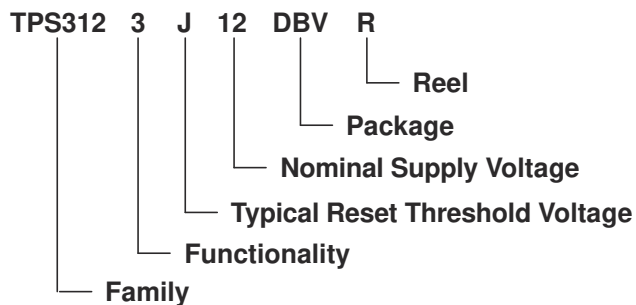 TPS312 3 J 12 DBV R
Reel
Package
Nominal Supply Voltage
Typical Reset Threshold Voltage
Functionality
Family